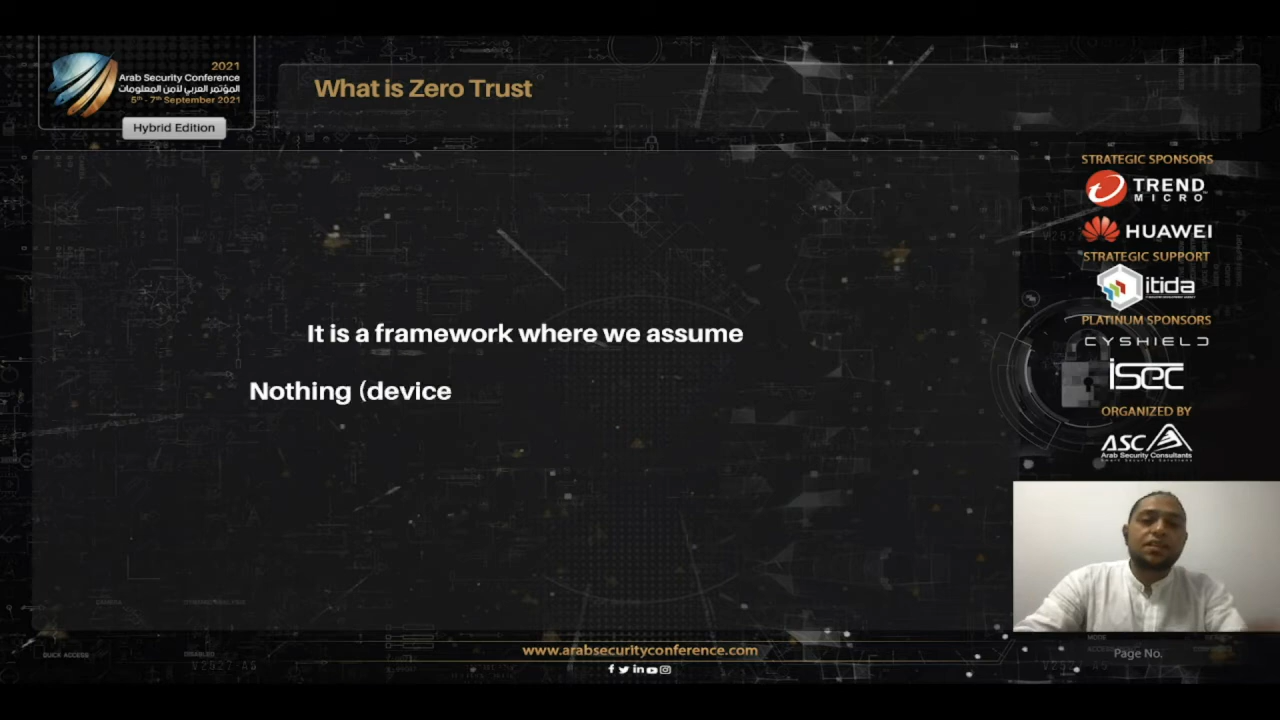 2021
Arab Security Conference
المؤتمر العربي لأمن المعلومات
5th - 7th September 2021
Hybrid Edition
What is Zero Trust
It is a framework where we assume
Nothing (device
STRATEGIC SPONSORS
TREND
MICRO
HUAWEI
STRATEGIC SUPPORT
itida
PLATINUM SPONSORS
CYSHIELD
isec
ORGANIZED BY
ASC
Arab Security Consultants
www.arabsecurityconference.com
Page No.
QUICK ACCESS